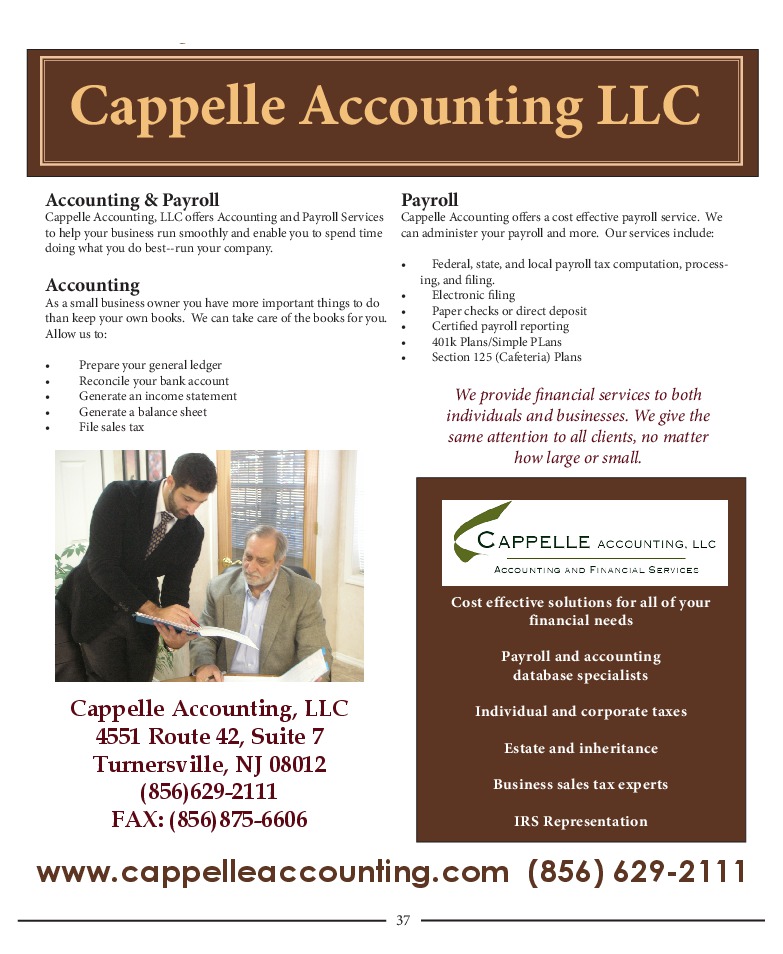 Cappelle Accounting LLC
Accounting & Payroll
Cappelle Accounting, LLC offers Accounting and Payroll Services
to help your business run smoothly and enable you to spend time
doing what you do best--run your company.
Accounting
As a small business owner you have more important things to do
than keep your own books.  We can take care of the books for you.
Allow us to:
• Prepare your general ledger
• Reconcile your bank account
• Generate an income statement
• Generate a balance sheet
• File sales tax
Cappelle Accounting, LLC
4551 Route 42, Suite 7
Turnersville, NJ 08012
(856)629-2111
FAX: (856)875-6606
Payroll
Cappelle Accounting offers a cost effective payroll service.  We
can administer your payroll and more.  Our services include:
• Federal, state, and local payroll tax computation, process-
ing, and filing.
• Electronic filing
• Paper checks or direct deposit
• Certified payroll reporting
• 401k Plans/Simple PLans
• Section 125 (Cafeteria) Plans
We provide financial services to both
individuals and businesses. We give the
same attention to all clients, no matter
how large or small.
CAPPELLE ACCOUNTING, LLC
ACCOUNTING AND FINANCIAL SERVICES
Cost effective solutions for all of your
financial needs
Payroll and accounting
database specialists
Individual and corporate taxes
Estate and inheritance
Business sales tax experts
IRS Representation
www.cappelleaccounting.com (856) 629-2111
37